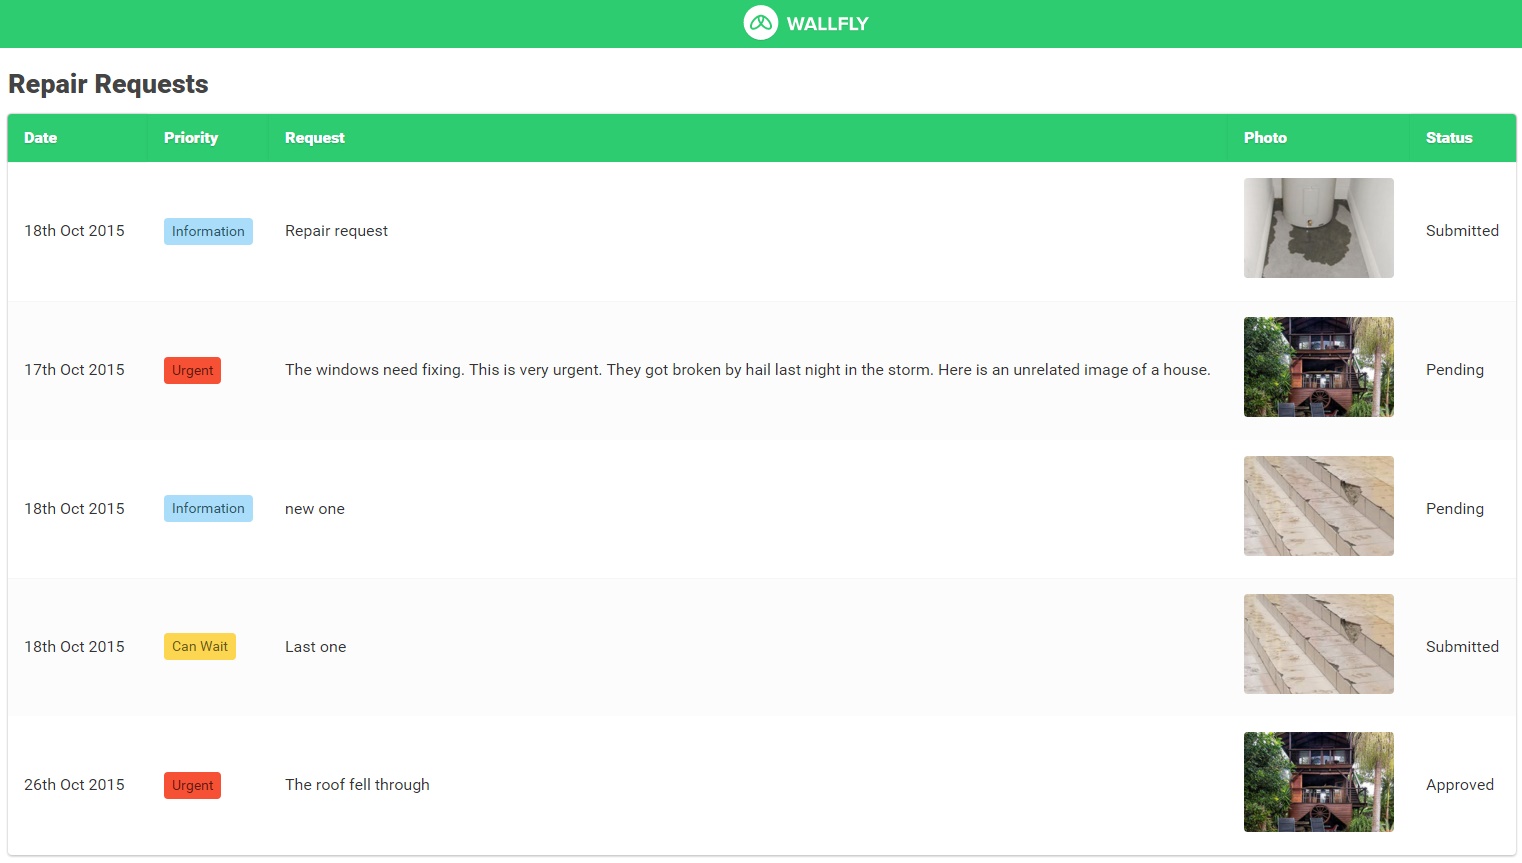 WALLFLY
Repair Requests
Date Priority Request Photo Status
18th Oct 2015 Information Repair request Submitted
17th Oct 2015 Urgent The windows need fixing. This is very urgent. They got broken by hail last night in the storm. Here is an unrelated image of a house. Pending
18th Oct 2015 Information new one Pending
18th Oct 2015 Can Wait Last one Submitted
26th Oct 2015 Urgent The roof fell through Approved